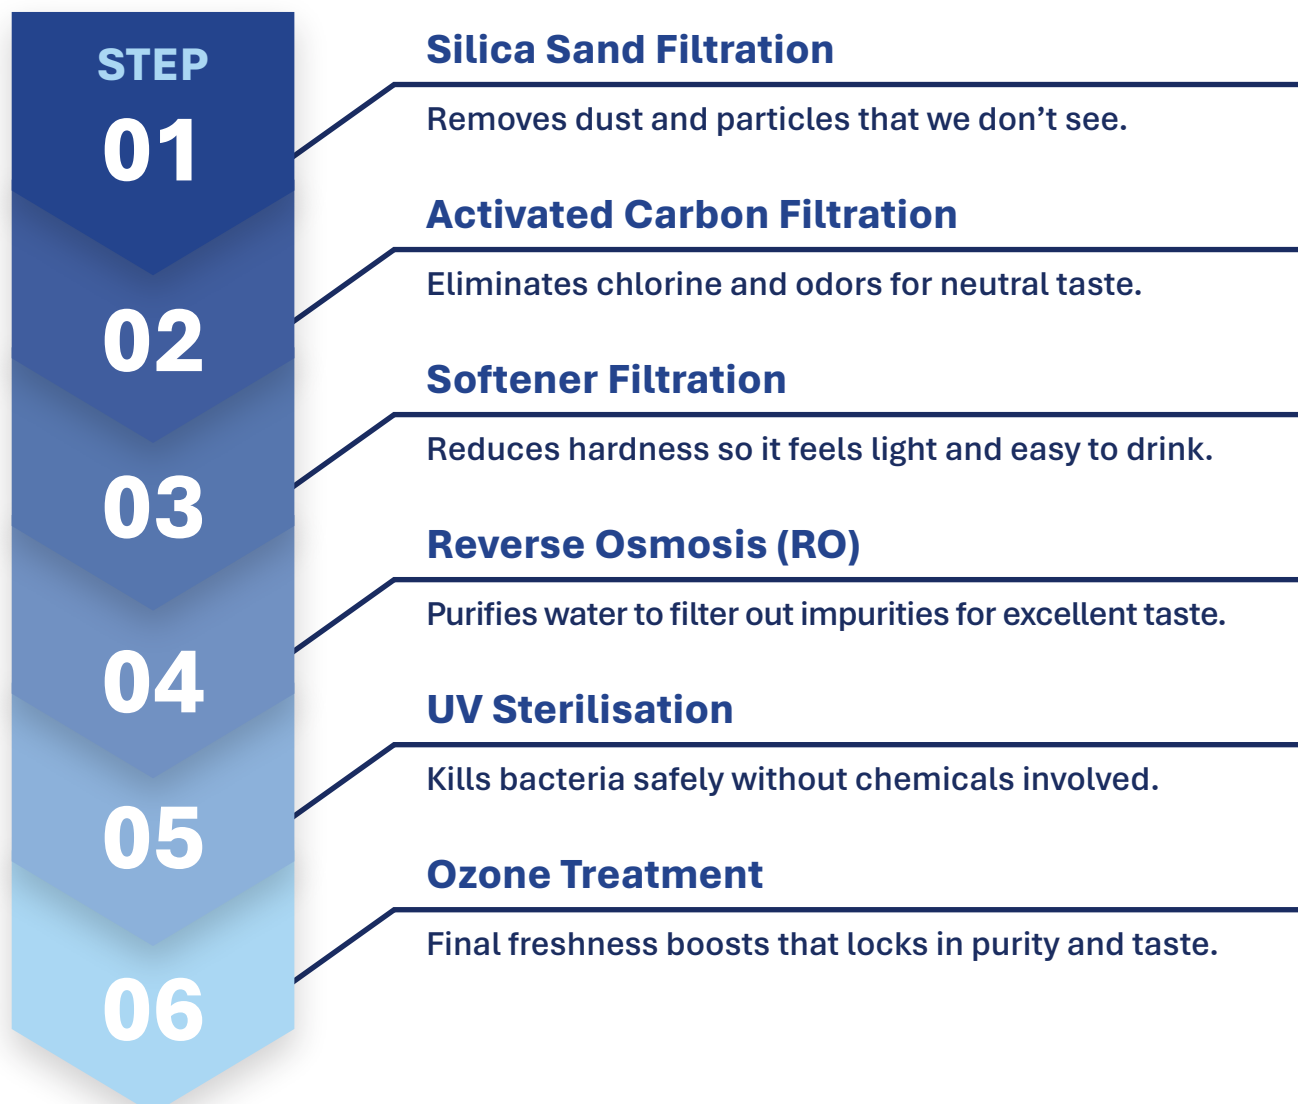 STEP
01
Silica Sand Filtration
Removes dust and particles that we don’t see.
02
Activated Carbon Filtration
Eliminates chlorine and odors for neutral taste.
03
Softener Filtration
Reduces hardness so it feels light and easy to drink.
04
Reverse Osmosis (RO)
Purifies water to filter out impurities for excellent taste.
05
UV Sterilisation
Kills bacteria safely without chemicals involved.
06
Ozone Treatment
Final freshness boosts that locks in purity and taste.